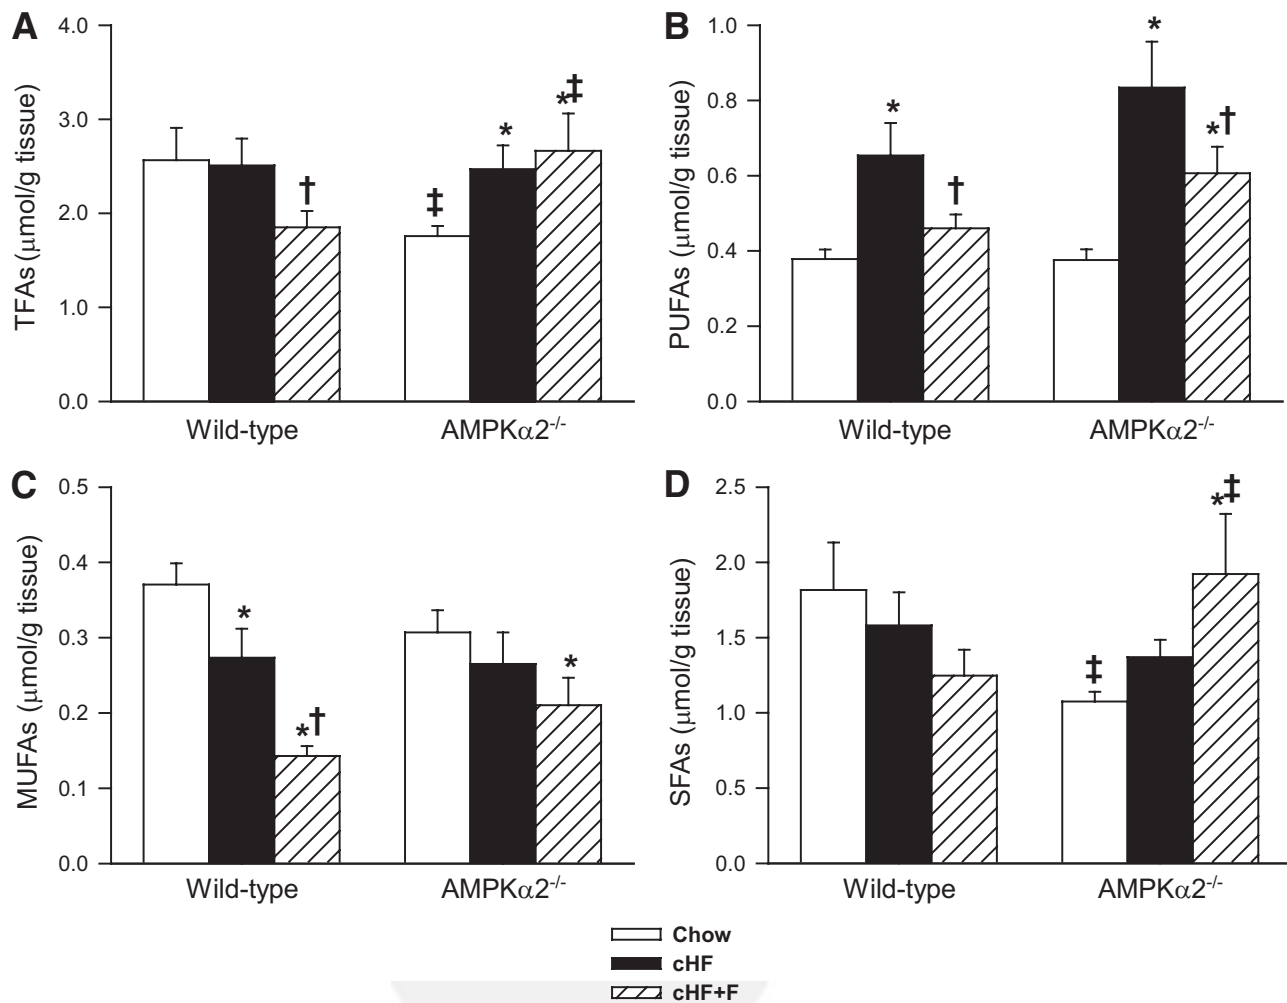 A
TFAs (μmol/g tissue)
4.0
3.0
2.0
1.0
0.0
†
‡
*
*‡
Wild-type
AMPKα2-/-
B
PUFAs (μmol/g tissue)
1.0
0.8
0.6
0.4
0.2
0.0
*
†
*
*†
Wild-type
AMPKα2-/-
C
MUFAs (μmol/g tissue)
0.5
0.4
0.3
0.2
0.1
0.0
*
*†
*
Wild-type
AMPKα2-/-
D
SFAs (μmol/g tissue)
2.5
2.0
1.5
1.0
0.5
0.0
‡
*‡
Wild-type
AMPKα2-/-
Chow
cHF
cHF+F